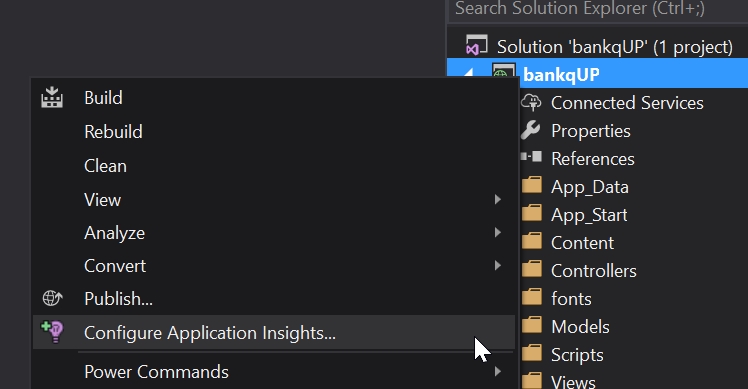 Search Solution Explorer (Ctrl+;)
Solution 'bankqUP' (1 project)
bankqUP
Connected Services
Properties
References
App_Data
App_Start
Content
Controllers
fonts
Models
Scripts
Views
Build
Rebuild
Clean
View
Analyze
Convert
Publish...
Configure Application Insights...
Power Commands